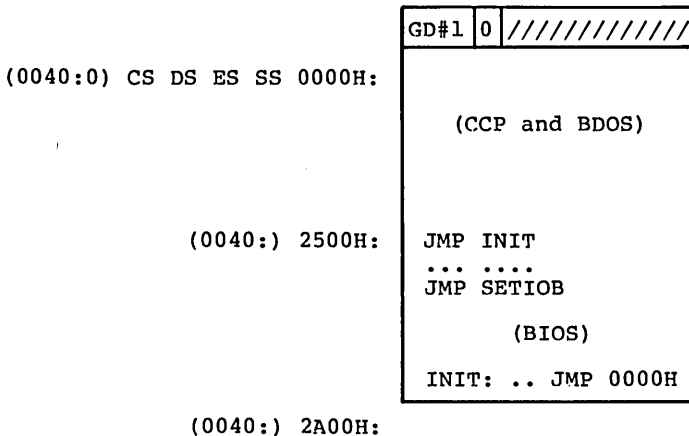 GD#1 0 /////////////
(0040:0) CS DS ES SS 0000H:
(CCP and BDOS)
(0040:) 2500H: JMP INIT
... ....
JMP SETIOB
(BIOS)
INIT: .. JMP 0000H
(0040:) 2A00H: